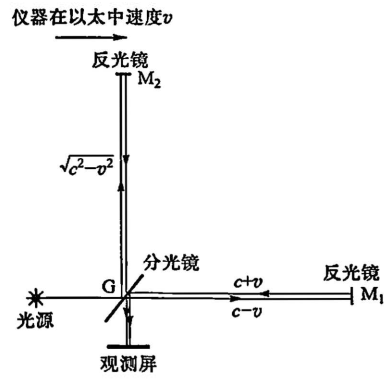 仪器在以太中速度v
反光镜
M₂
√c²−v²
分光镜
G
c+v
反光镜
M₁
c−v
光源
观测屏